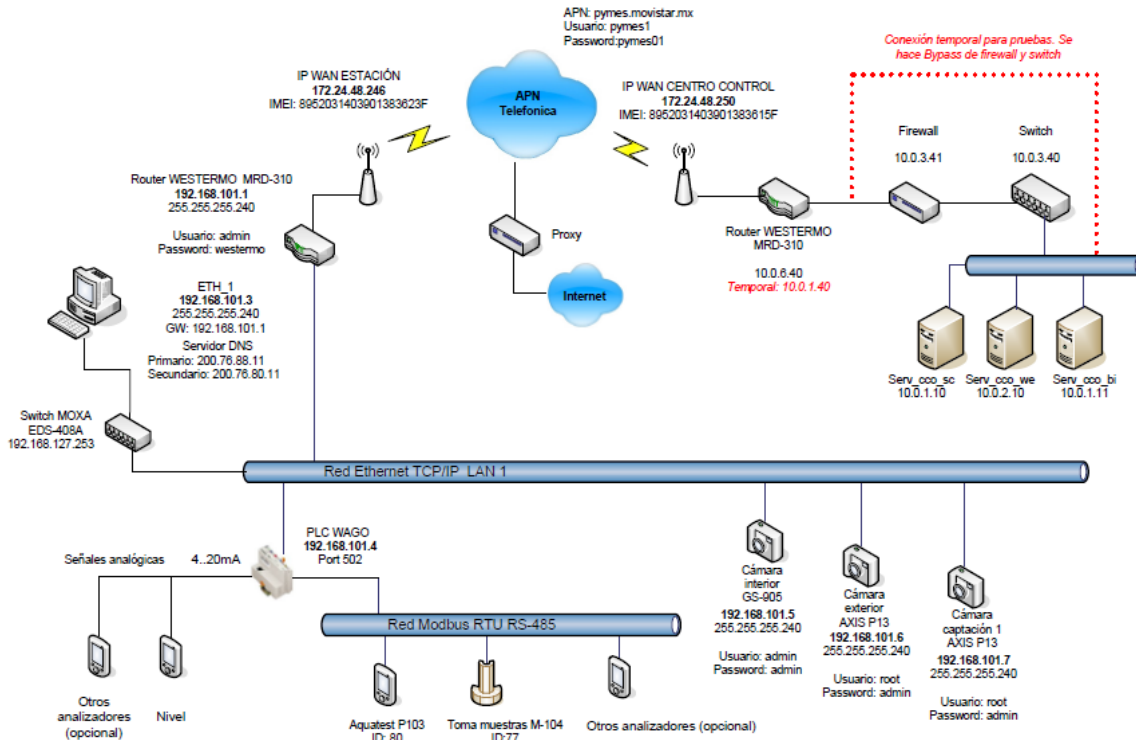 APN: pymes.movistar.mx
Usuario: pymes1
Password:pymes01
Conexión temporal para pruebas. Se
hace Bypass de firewall y switch
IP WAN ESTACIÓN
172.24.48.246
IMEI: 8952031403901383623F
APN
Telefonica
IP WAN CENTRO CONTROL
172.24.48.250
IMEI: 8952031403901383615F
Firewall
10.0.3.41
Switch
10.0.3.40
Router WESTERMO MRD-310
192.168.101.1
255.255.255.240
Usuario: admin
Password: westermo
Proxy
Internet
Router WESTERMO
MRD-310
10.0.6.40
Temporal: 10.0.1.40
ETH_1
192.168.101.3
255.255.255.240
GW: 192.168.101.1
Servidor DNS
Primario: 200.76.88.11
Secundario: 200.76.80.11
Serv_cco_sc
10.0.1.10
Serv_cco_we
10.0.2.10
Serv_cco_bi
10.0.1.11
Switch MOXA
EDS-408A
192.168.127.253
Red Ethernet TCP/IP LAN 1
PLC WAGO
192.168.101.4
Port 502
Señales analógicas
4..20mA
Cámara
interior
GS-905
192.168.101.5
255.255.255.240
Usuario: admin
Password: admin
Cámara
exterior
AXIS P13
192.168.101.6
255.255.255.240
Usuario: root
Password: admin
Cámara
captación 1
AXIS P13
192.168.101.7
255.255.255.240
Usuario: root
Password: admin
Red Modbus RTU RS-485
Otros
analizadores
(opcional)
Nivel
Aquatest P103
ID: 80
Toma muestras M-104
ID:77
Otros analizadores (opcional)